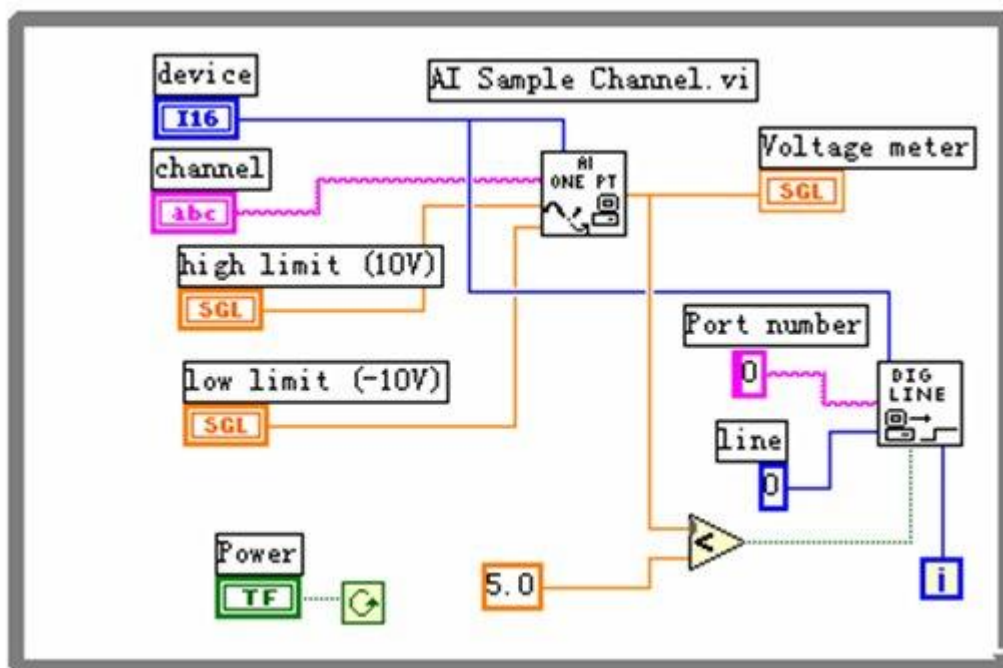 device
AI Sample Channel.vi
I16
Voltage meter
channel
AI
ONE PT
SGL
abc
high limit (10V)
SGL
Port number
low limit (-10V)
0
DIG
LINE
SGL
line
0
Power
<
5.0
TF
i